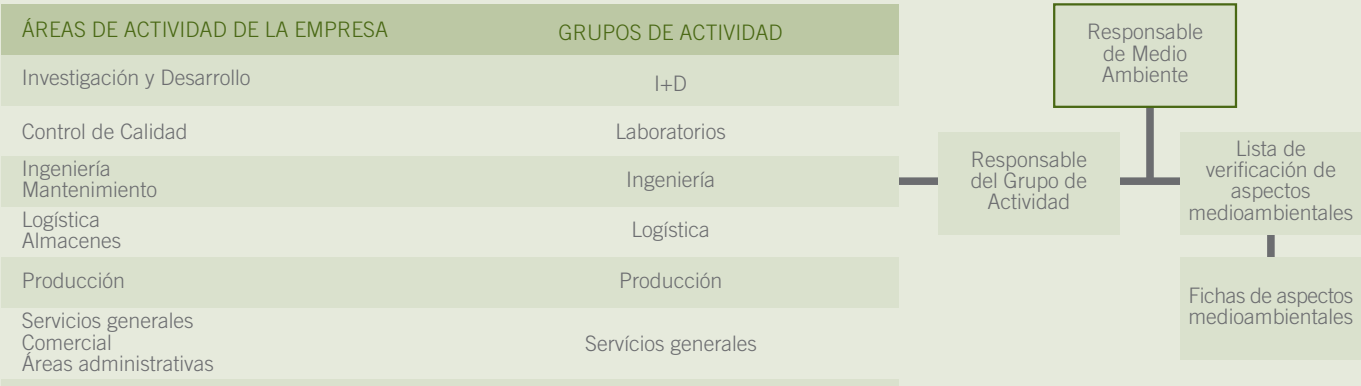 ÁREAS DE ACTIVIDAD DE LA EMPRESA
GRUPOS DE ACTIVIDAD
Investigación y Desarrollo
I+D
Control de Calidad
Laboratorios
Ingeniería
Mantenimiento
Ingeniería
Logística
Almacenes
Logística
Producción
Producción
Servicios generales
Comercial
Áreas administrativas
Servícios generales
Responsable
de Medio
Ambiente
Responsable
del Grupo de
Actividad
Lista de
verificación de
aspectos
medioambientales
Fichas de aspectos
medioambientales